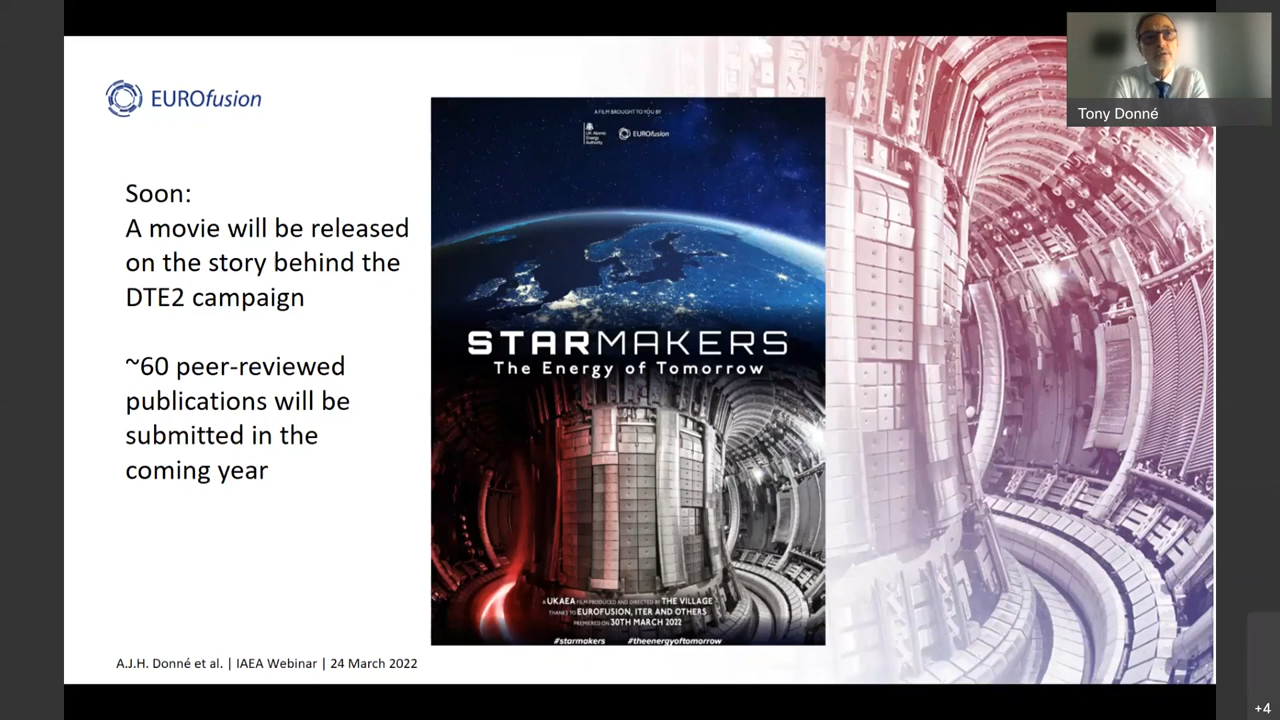 EUROfusion
Soon:
A movie will be released
on the story behind the
DTE2 campaign
~60 peer-reviewed
publications will be
submitted in the
coming year
A.J.H. Donné et al. | IAEA Webinar | 24 March 2022
A FILM BROUGHT TO YOU BY
UK Atomic
Energy
Authority
EUROfusion
STARMAKERS
The Energy of Tomorrow
A UKAEA FILM PRODUCED AND DIRECTED BY THE VILLAGE
THANKS TO EUROFUSION, ITER AND OTHERS
PREMIERED ON 30TH MARCH 2022
#starmakers #theenergyoftomorrow
Tony Donné
+4